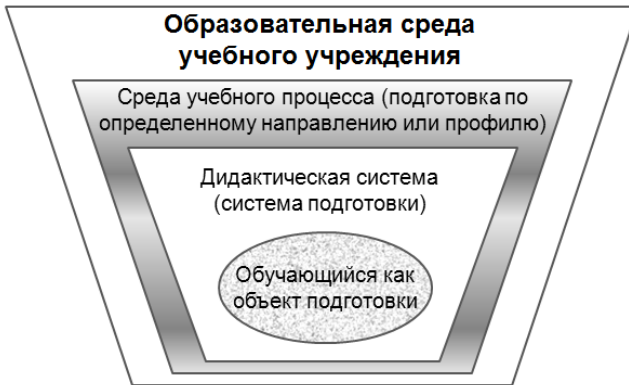 Образовательная среда
учебного учреждения
Среда учебного процесса (подготовка по
определенному направлению или профилю)
Дидактическая система
(система подготовки)
Обучающийся как
объект подготовки